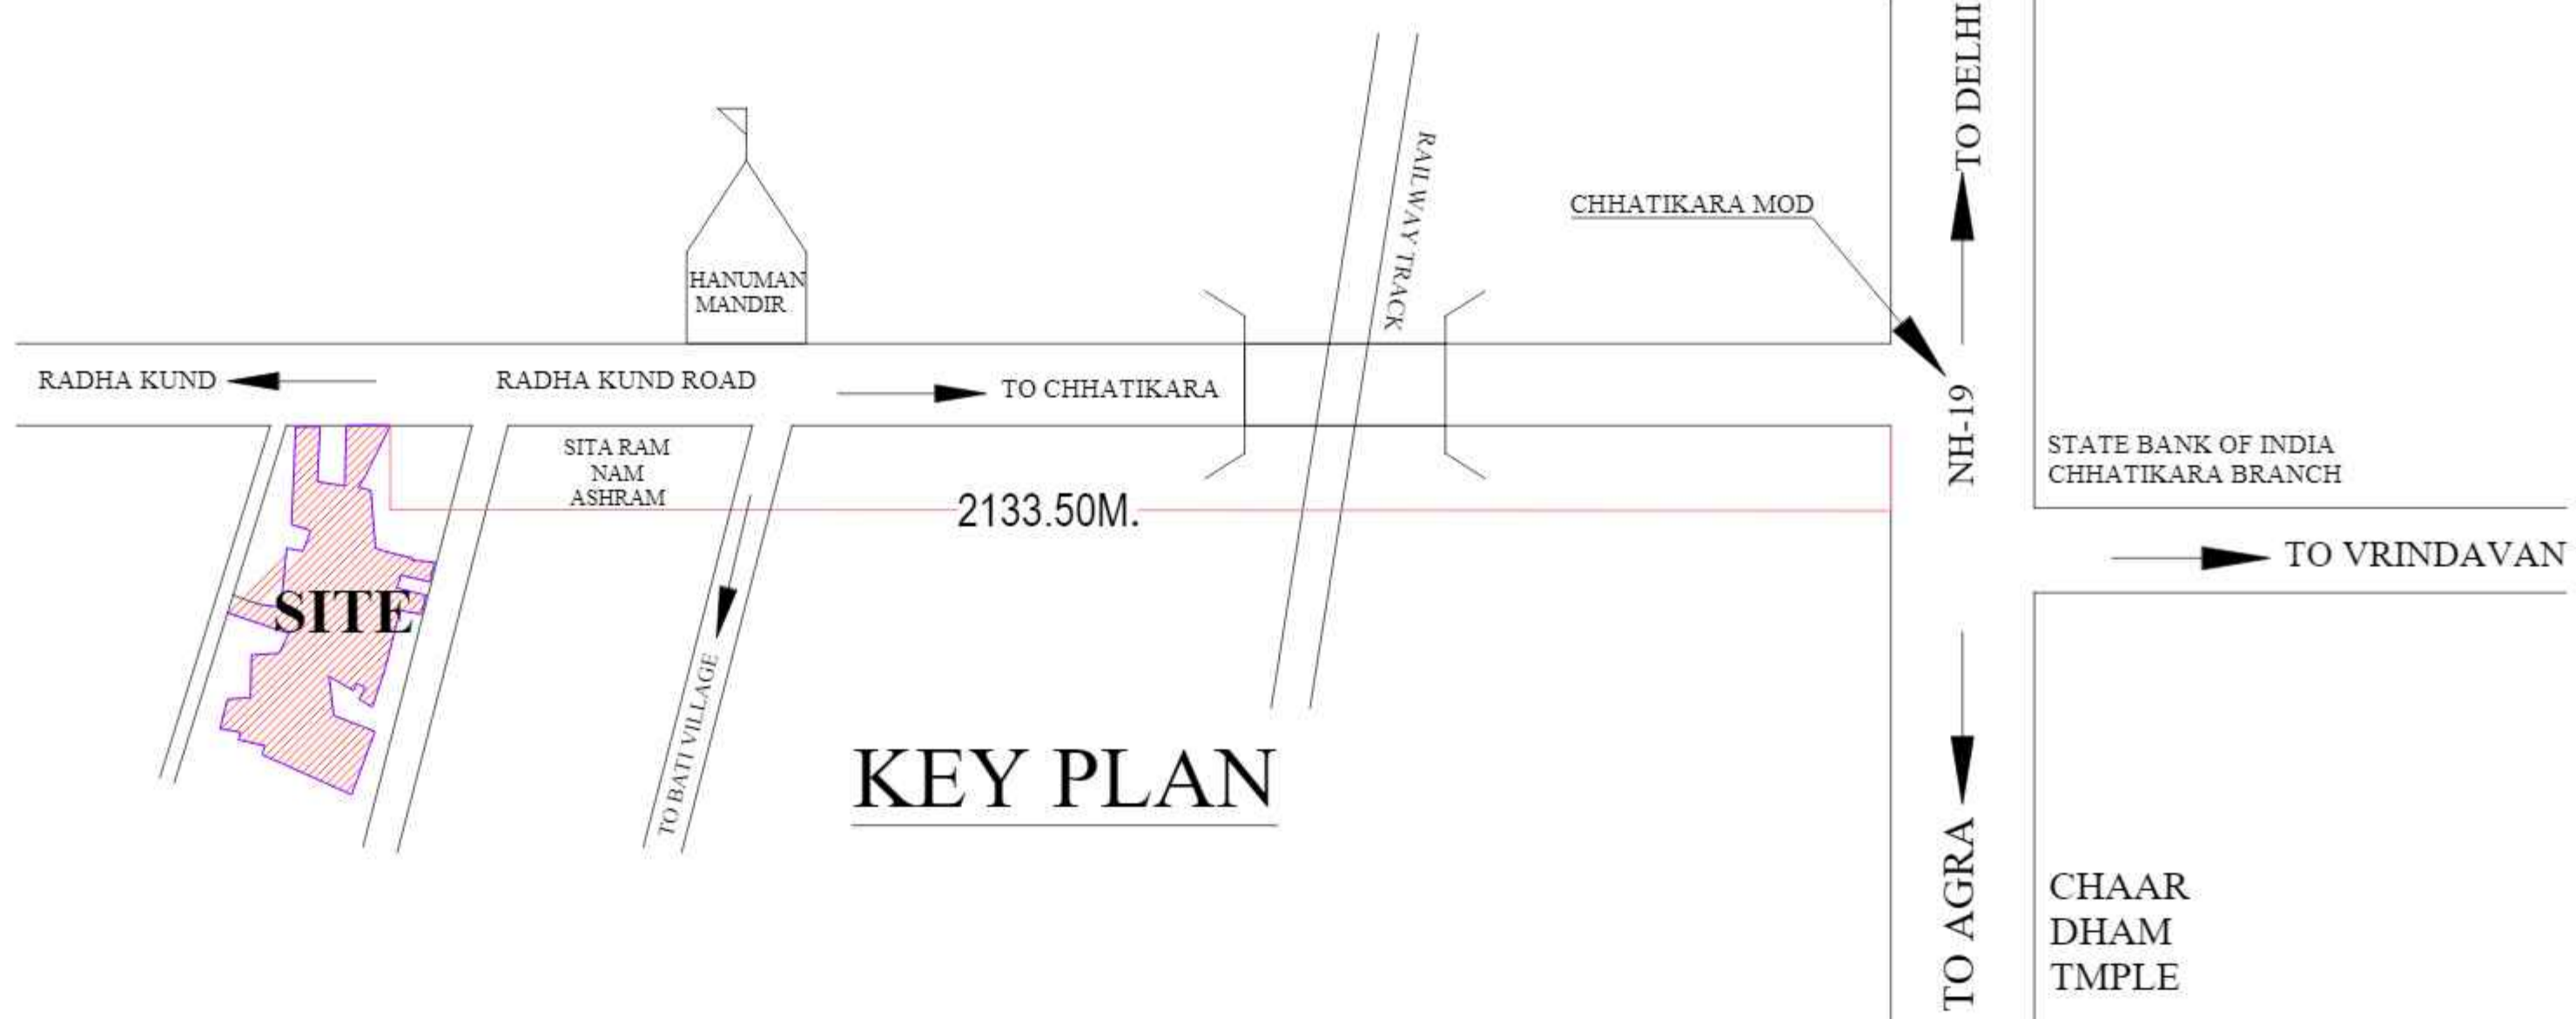 TO DELHI
RAILWAY TRACK
CHHATIKARA MOD
HANUMAN
MANDIR
RADHA KUND
RADHA KUND ROAD
TO CHHATIKARA
NH-19
SITA RAM
NAM
ASHRAM
STATE BANK OF INDIA
CHHATIKARA BRANCH
2133.50M.
TO VRINDAVAN
SITE
TO BATI VILLAGE
KEY PLAN
TO AGRA
CHAAR
DHAM
TMPLE